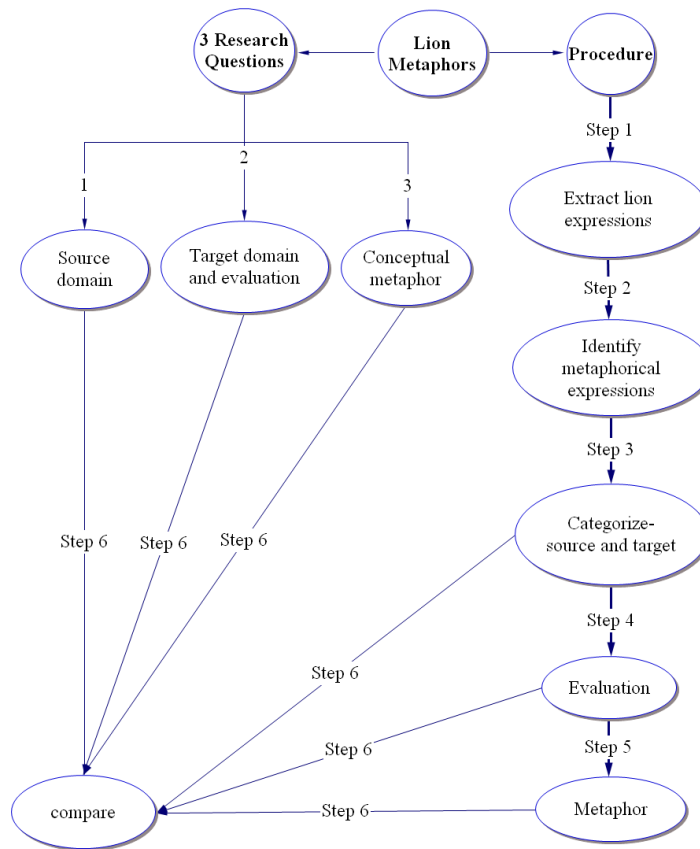 3 Research
Questions
Lion
Metaphors
Procedure
Step 1
1
2
3
Extract lion
expressions
Source
domain
Target domain
and evaluation
Conceptual
metaphor
Step 2
Identify
metaphorical
expressions
Step 3
Categorize-
source and target
Step 6
Step 6
Step 6
Step 4
Step 6
Evaluation
Step 6
Step 5
compare
Step 6
Metaphor